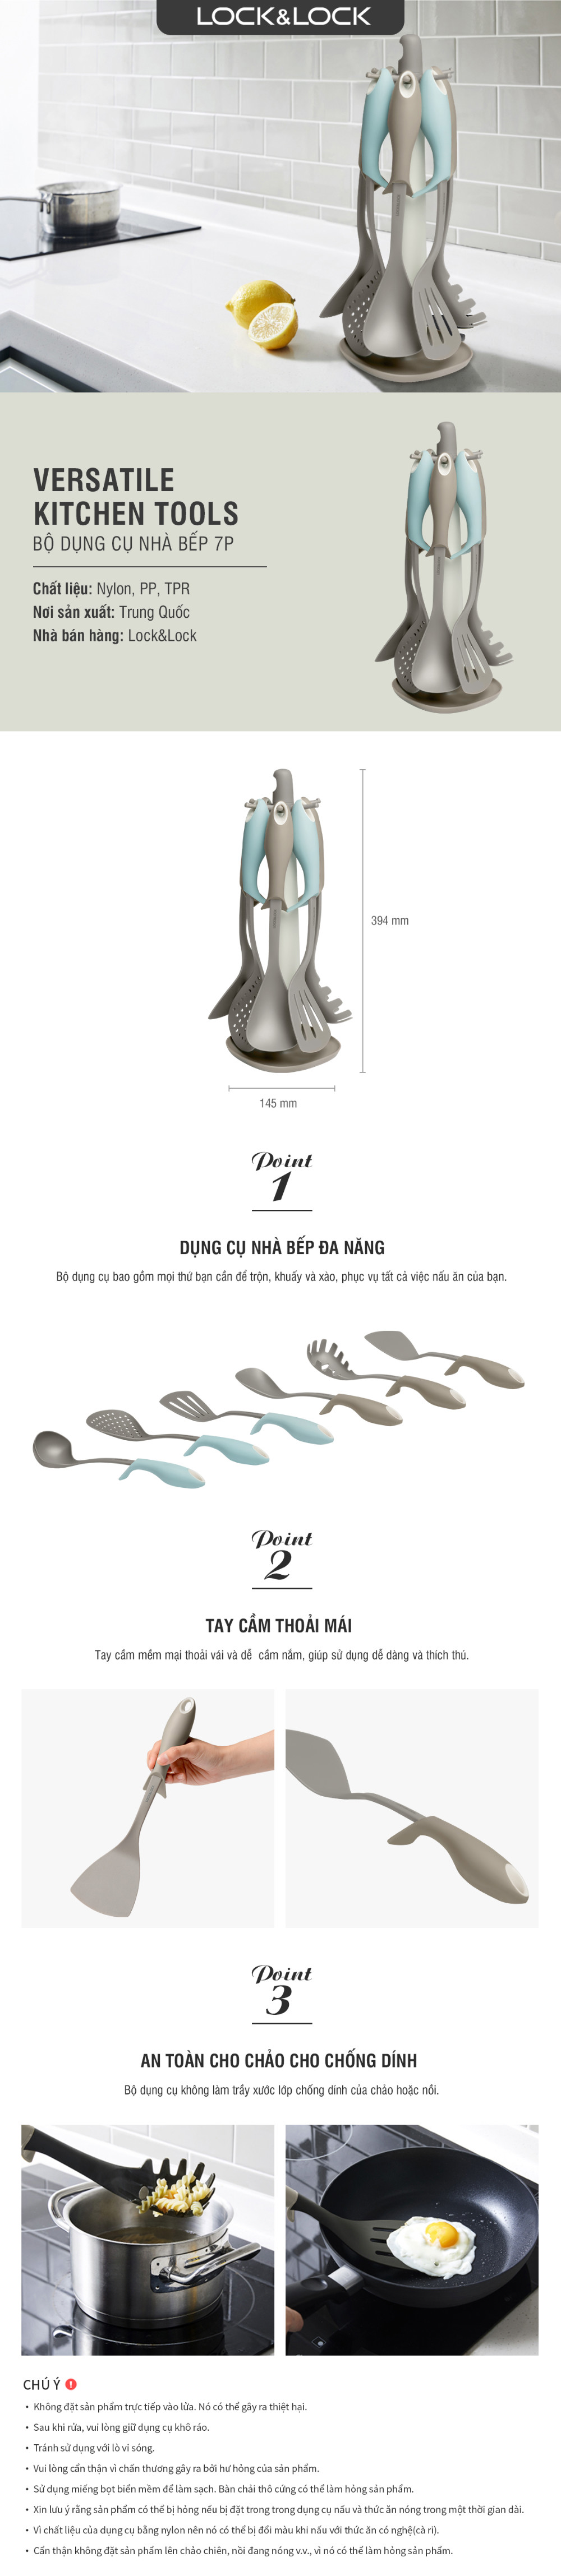 LOCK&LOCK
VERSATILE
KITCHEN TOOLS
BỘ DỤNG CỤ NHÀ BẾP 7P
Chất liệu: Nylon, PP, TPR
Nơi sản xuất: Trung Quốc
Nhà bán hàng: Lock&Lock
394 mm
145 mm
Point
1
DỤNG CỤ NHÀ BẾP ĐA NĂNG
Bộ dụng cụ bao gồm mọi thứ bạn cần để trộn, khuấy và xào, phục vụ tất cả việc nấu ăn của bạn.
Point
2
TAY CẦM THOẢI MÁI
Tay cầm mềm mại thoải vái và dễ cầm nắm, giúp sử dụng dễ dàng và thích thú.
Point
3
AN TOÀN CHO CHẢO CHO CHỐNG DÍNH
Bộ dụng cụ không làm trầy xước lớp chống dính của chảo hoặc nồi.
CHÚ Ý !
• Không đặt sản phẩm trực tiếp vào lửa. Nó có thể gây ra thiệt hại.
• Sau khi rửa, vui lòng giữ dụng cụ khô ráo.
• Tránh sử dụng với lò vi sóng.
• Vui lòng cẩn thận vì chấn thương gây ra bởi hư hỏng của sản phẩm.
• Sử dụng miếng bọt biển mềm để làm sạch. Bàn chải thô cứng có thể làm hỏng sản phẩm.
• Xin lưu ý rằng sản phẩm có thể bị hỏng nếu bị đặt trong trong dụng cụ nấu và thức ăn nóng trong một thời gian dài.
• Vì chất liệu của dụng cụ bằng nylon nên nó có thể bị đổi màu khi nấu với thức ăn có nghệ(cà ri).
• Cẩn thận không đặt sản phẩm lên chảo chiên, nồi đang nóng v.v., vì nó có thể làm hỏng sản phẩm.